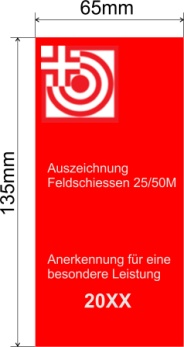 65mm
135mm
Auszeichnung
Feldschiessen 25/50M
Anerkennung für eine
besondere Leistung
20XX